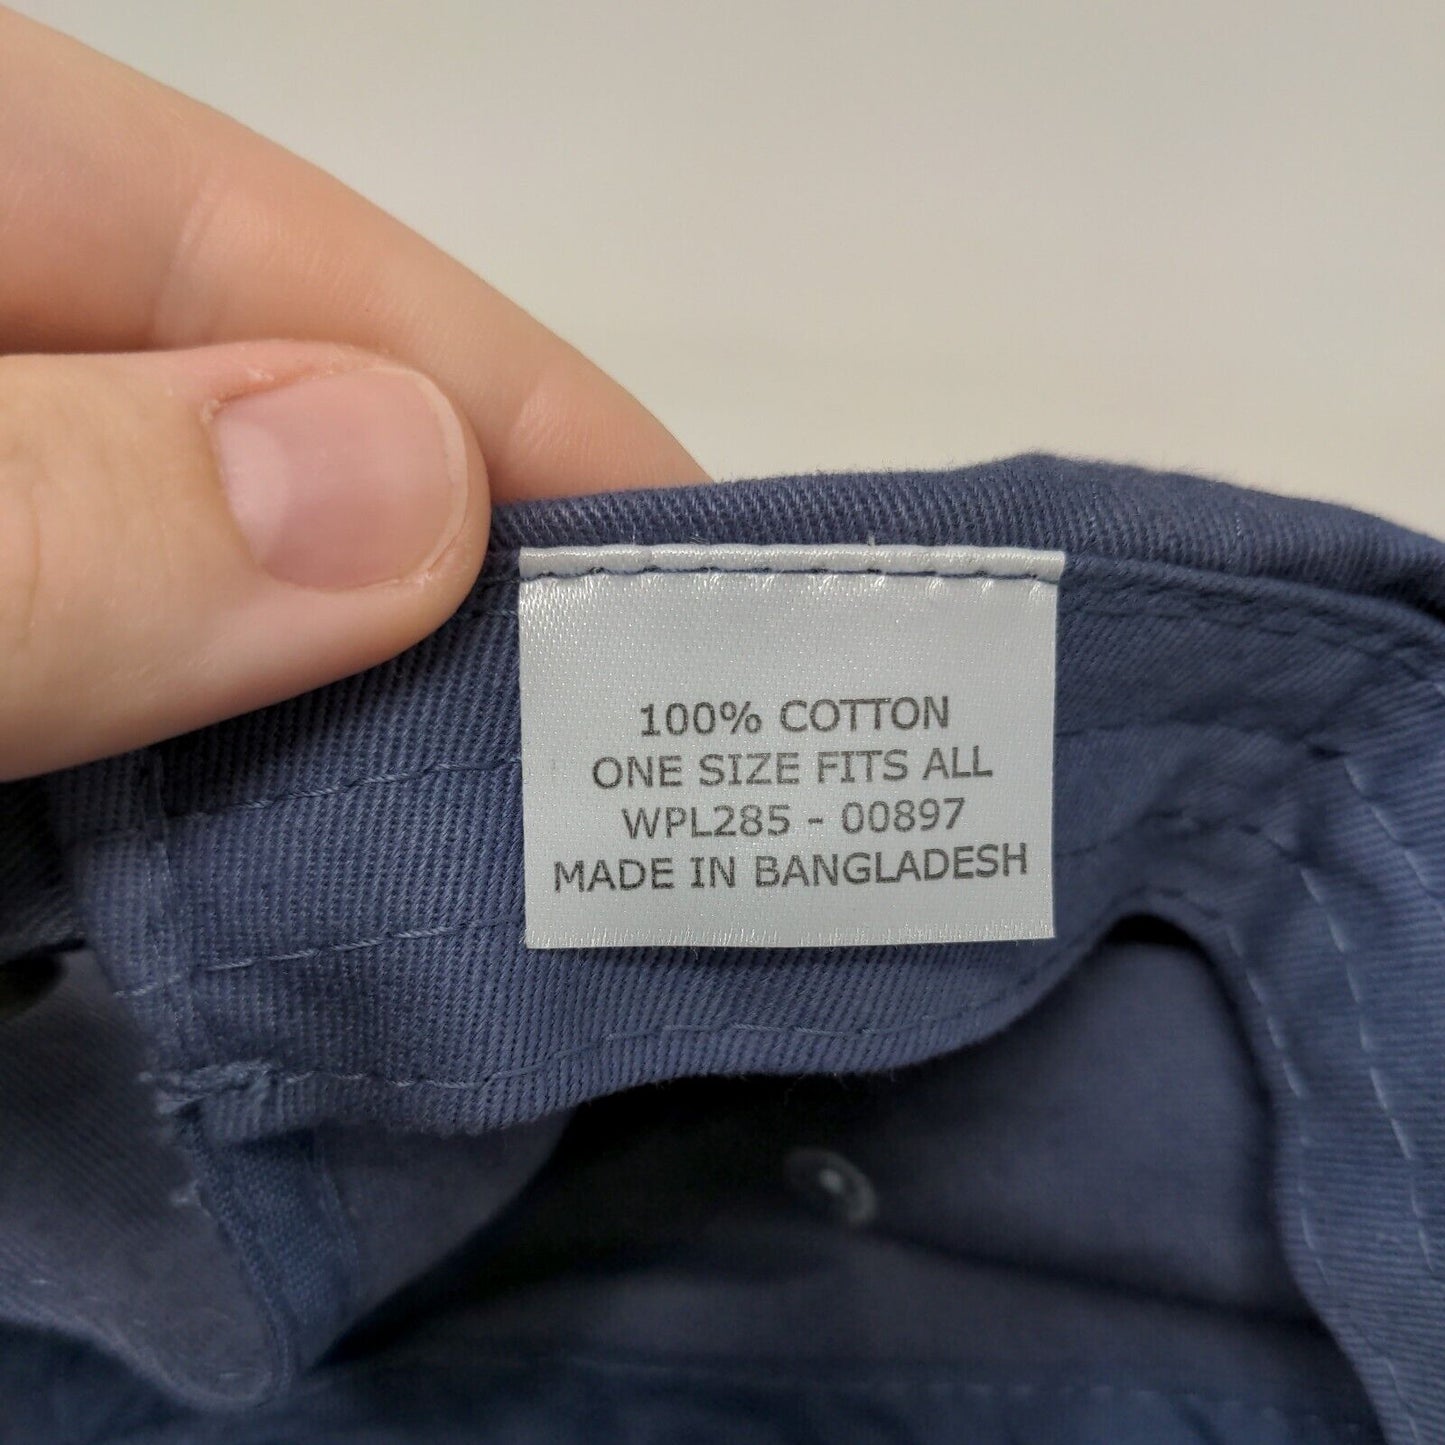 100% COTTON
ONE SIZE FITS ALL
WPL285 - 00897
MADE IN BANGLADESH